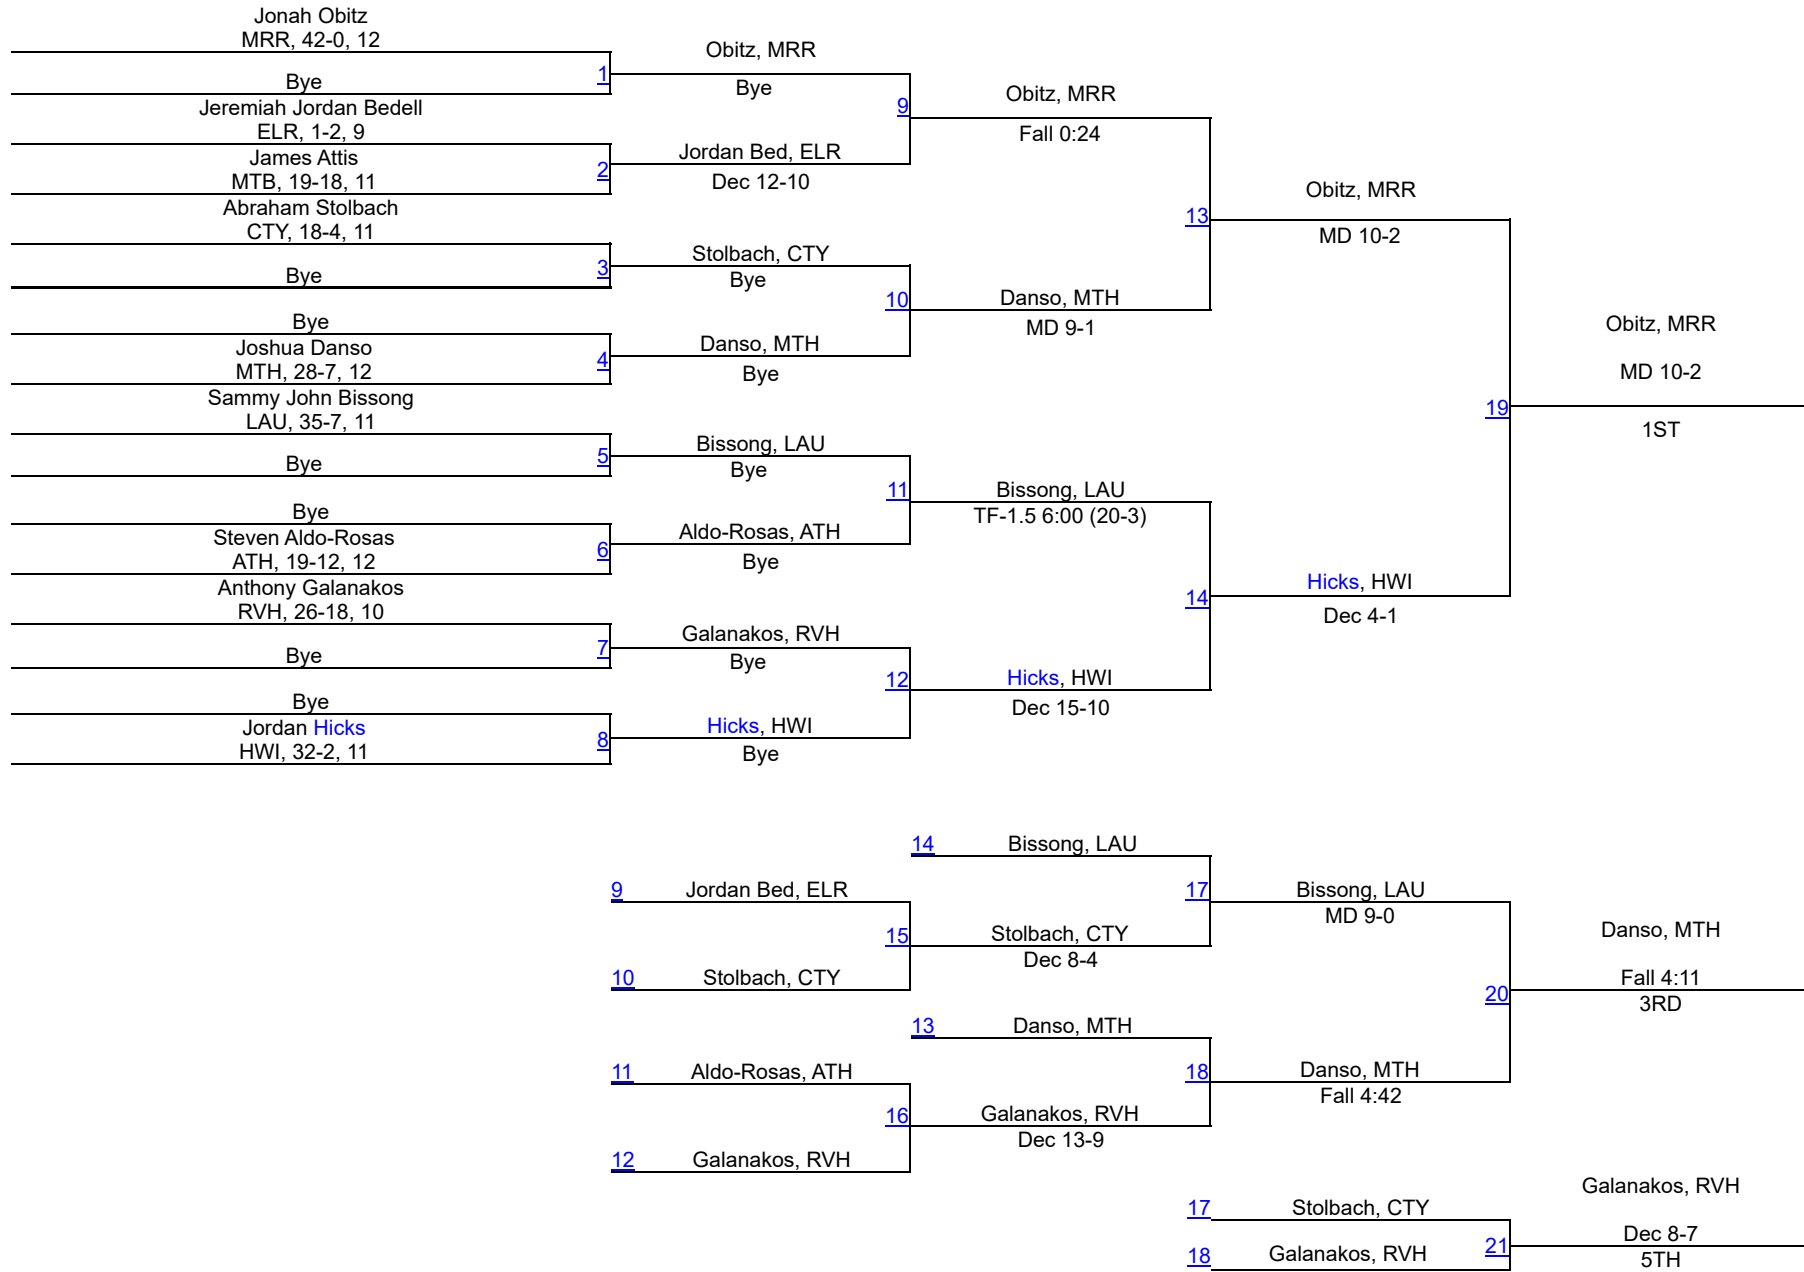 Jonah Obitz
MRR, 42-0, 12
Bye
1
Jeremiah Jordan Bedell
ELR, 1-2, 9
James Attis
MTB, 19-18, 11
2
Abraham Stolbach
CTY, 18-4, 11
Bye
3
Bye
Joshua Danso
MTH, 28-7, 12
4
Sammy John Bissong
LAU, 35-7, 11
Bye
5
Bye
Steven Aldo-Rosas
ATH, 19-12, 12
6
Anthony Galanakos
RVH, 26-18, 10
Bye
7
Bye
Jordan Hicks
HWI, 32-2, 11
8
Obitz, MRR
Bye
9
Jordan Bed, ELR
Dec 12-10
Stolbach, CTY
Bye
10
Danso, MTH
Bye
Bissong, LAU
Bye
11
Aldo-Rosas, ATH
Bye
Galanakos, RVH
Bye
12
Hicks, HWI
Bye
Obitz, MRR
Fall 0:24
13
Danso, MTH
MD 9-1
Bissong, LAU
TF-1.5 6:00 (20-3)
14
Hicks, HWI
Dec 15-10
Obitz, MRR
MD 10-2
19
Hicks, HWI
Dec 4-1
Obitz, MRR
MD 10-2
1ST
14 Bissong, LAU
9 Jordan Bed, ELR
15
10 Stolbach, CTY
17
Stolbach, CTY
Dec 8-4
13 Danso, MTH
11 Aldo-Rosas, ATH
16
12 Galanakos, RVH
18
Galanakos, RVH
Dec 13-9
Bissong, LAU
MD 9-0
20
Danso, MTH
Fall 4:42
Danso, MTH
Fall 4:11
3RD
17 Stolbach, CTY
18 Galanakos, RVH
21
Galanakos, RVH
Dec 8-7
5TH